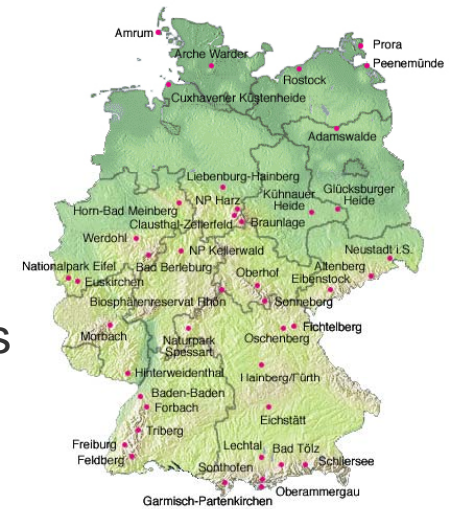 Amrum
Arche Warder
Prora
Peenemünde
Rostock
Cuxhavener Küstenheide
Adamswalde
Liebenburg-Hainberg
NP Harz
Kühnauer
Heide
Glücksburger
Heide
Horn-Bad Meinberg
Clausthal-Zellerfeld
Braunlage
Werdohl
NP Kellerwald
Neustadt i.S.
Nationalpark Eifel
Bad Berleburg
Oberhof
Altenberg
Euskirchen
Eibenstock
Biosphärenreservat Rhön
Sonneberg
s
Morbach
Naturpark
Spessart
Fichtelberg
Oschenberg
Hinterweidenthal
Hainberg/Fürth
Baden-Baden
Forbach
Eichstätt
Triberg
Freiburg
Feldberg
Lechtal
Bad Tölz
Sonthofen
Schliersee
Oberammergau
Garmisch-Partenkirchen